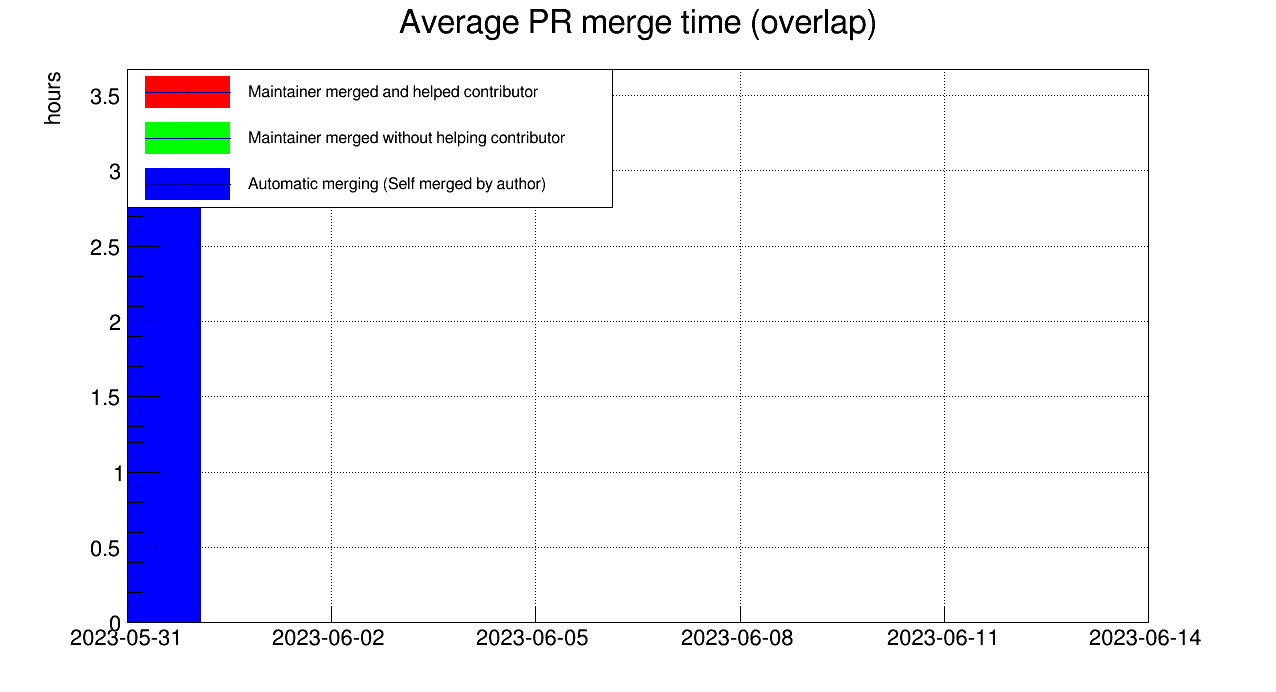 Average PR merge time (overlap)
hours
3.5
3
2.5
2
1.5
1
0.5
0
Maintainer merged and helped contributor
Maintainer merged without helping contributor
Automatic merging (Self merged by author)
2023-05-31
2023-06-02
2023-06-05
2023-06-08
2023-06-11
2023-06-14